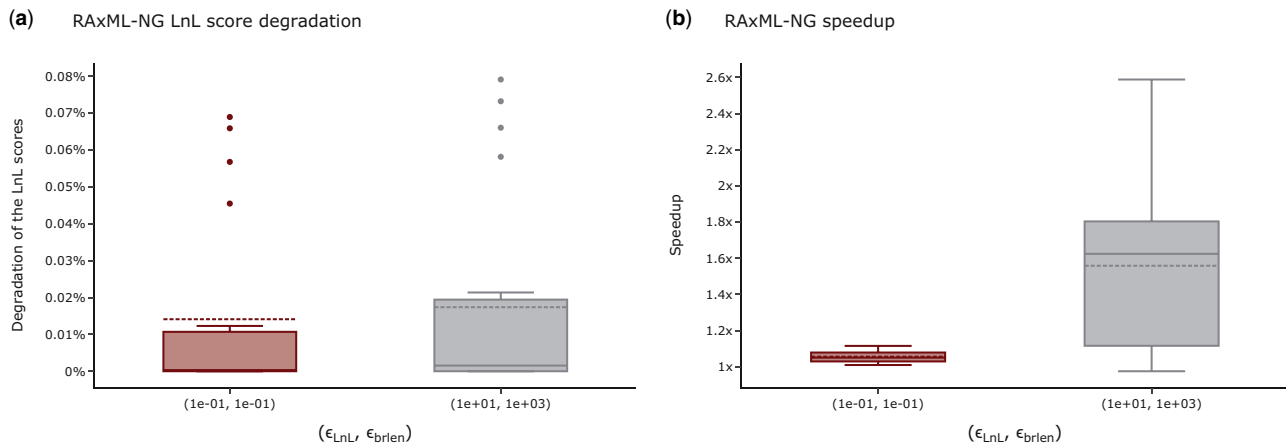 (a) RAxML-NG LnL score degradation
Degradation of the LnL scores
0.08%
0.07%
0.06%
0.05%
0.04%
0.03%
0.02%
0.01%
0%
(1e-01, 1e-01)
(1e+01, 1e+03)
(ϵLnL, ϵbrlen)
(b) RAxML-NG speedup
Speedup
2.6x
2.4x
2.2x
2x
1.8x
1.6x
1.4x
1.2x
1x
(1e-01, 1e-01)
(1e+01, 1e+03)
(ϵLnL, ϵbrlen)